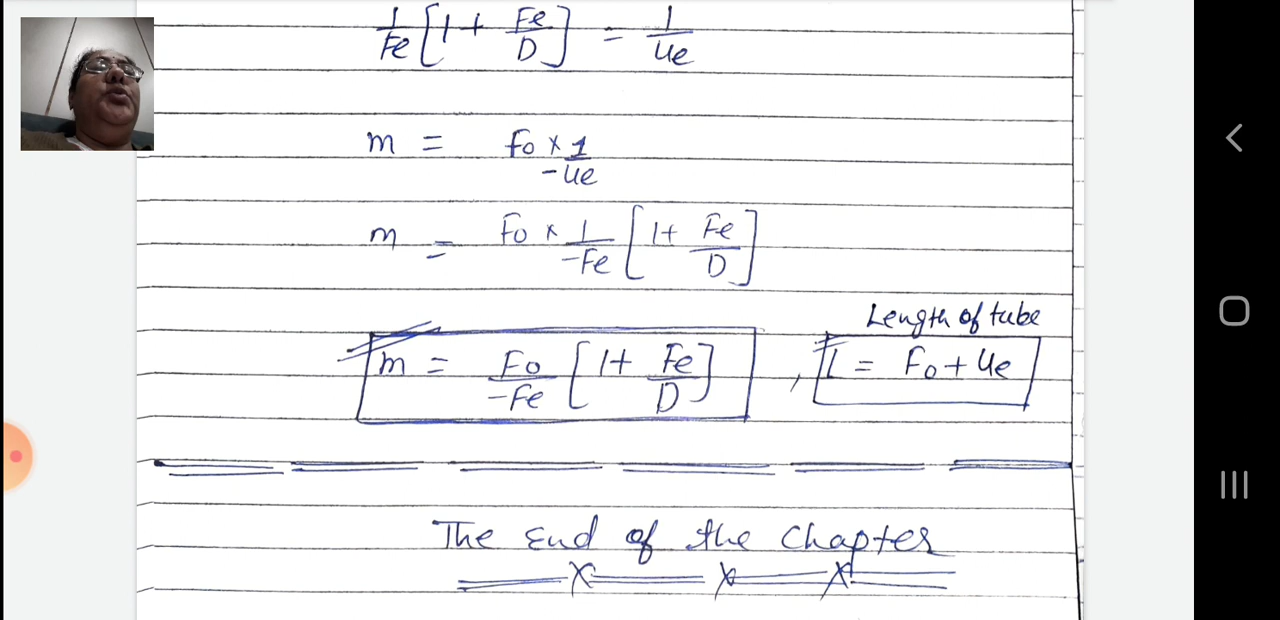 1/Fe [1 + Fe/D] = 1/ue
m = fo × 1/-ue
m = Fo × 1/-Fe [1+ Fe/D]
Length of tube
m = Fo/-Fe [1+ Fe/D] , L = Fo + ue
The End of the Chapter